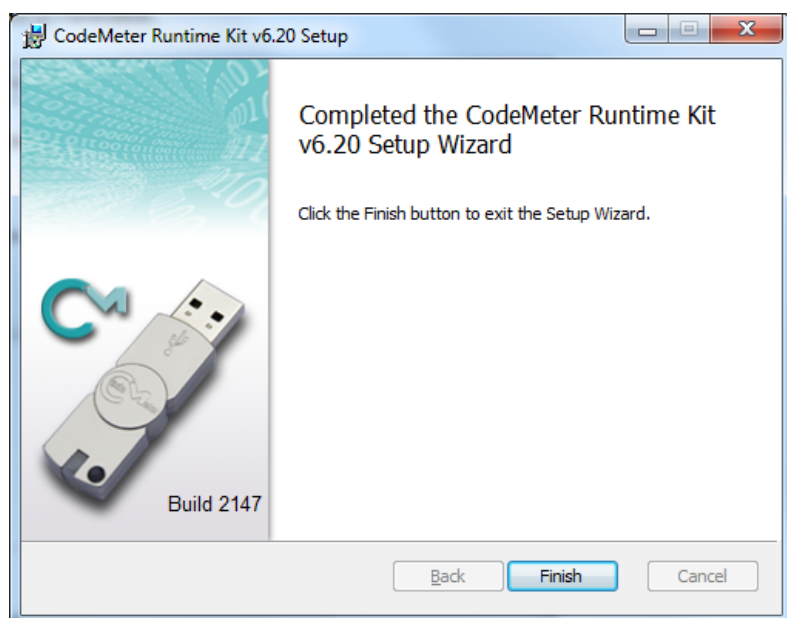 CodeMeter Runtime Kit v6.20 Setup
Completed the CodeMeter Runtime Kit
v6.20 Setup Wizard
Click the Finish button to exit the Setup Wizard.
CM
Build 2147
Back
Finish
Cancel